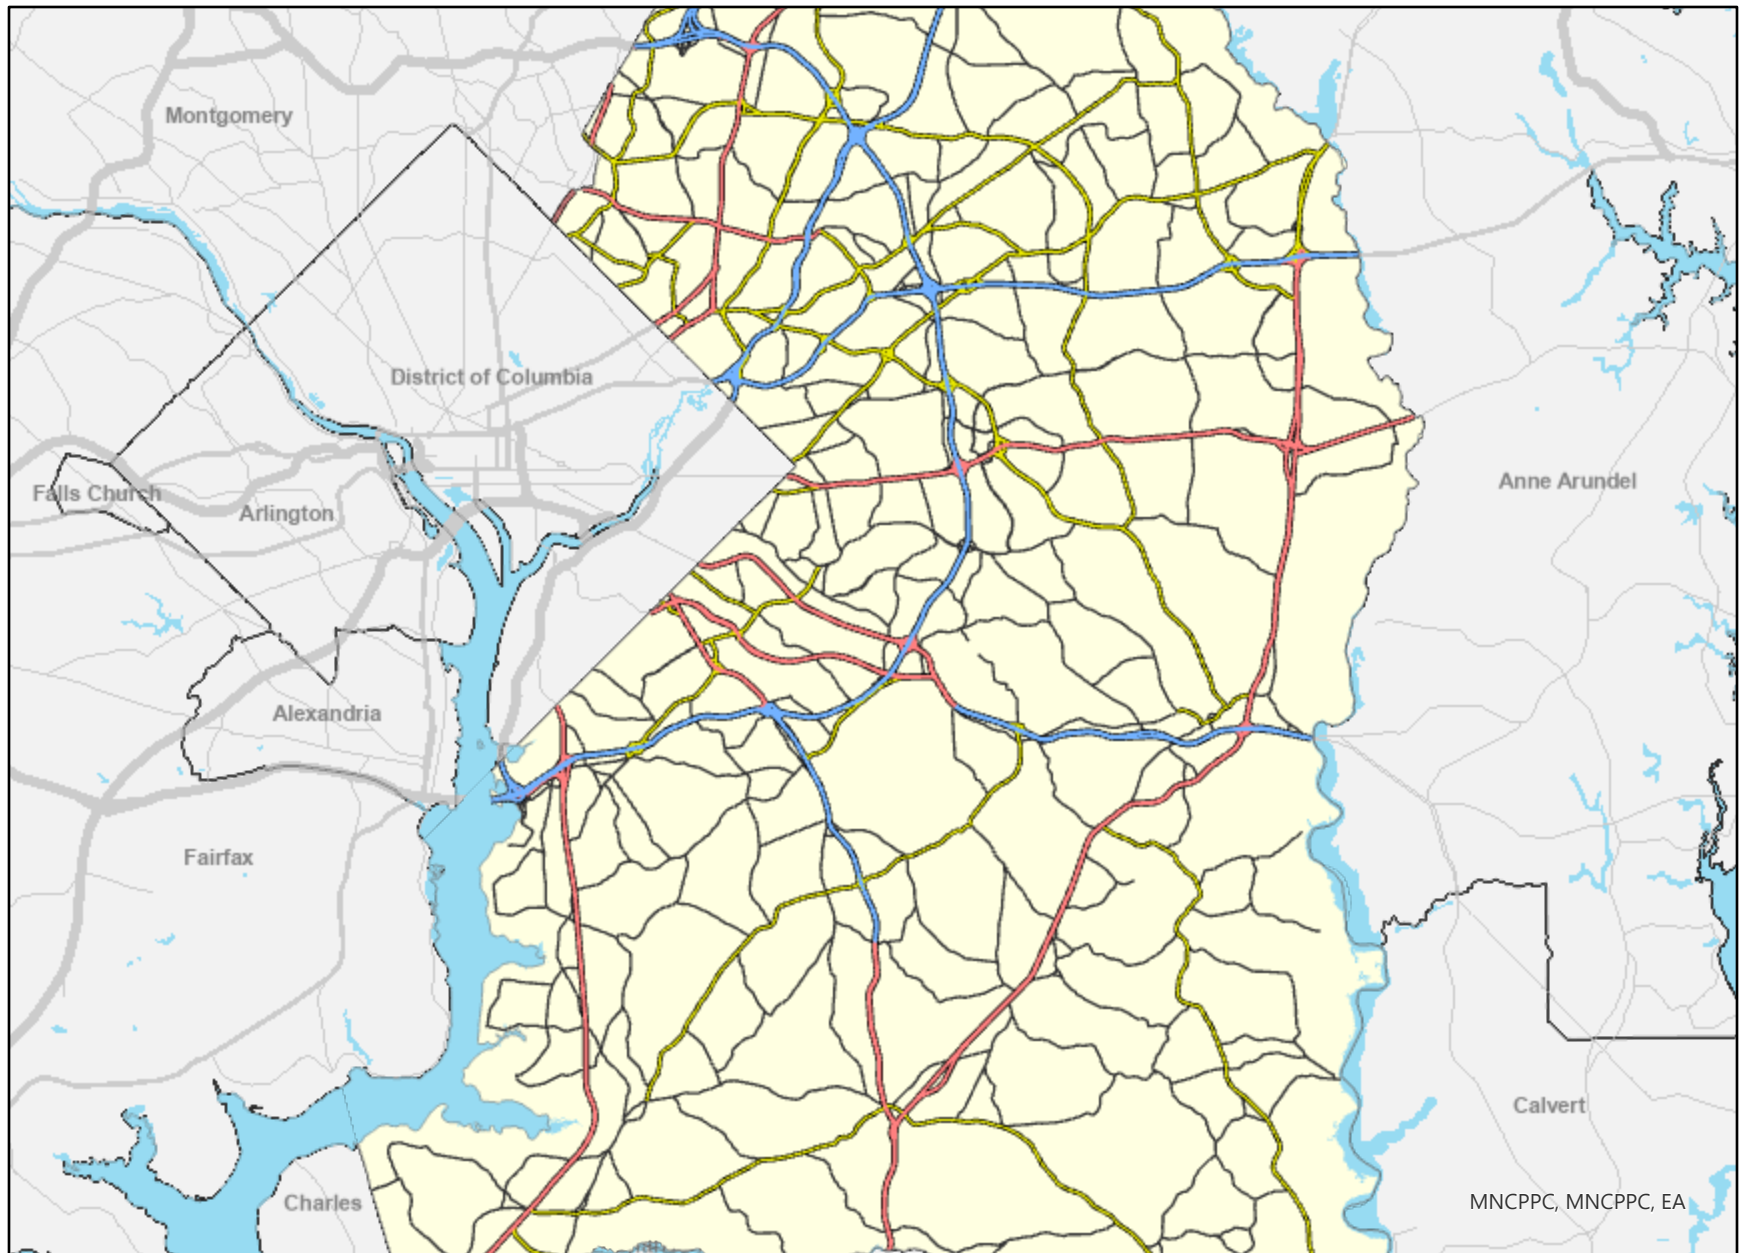 Montgomery
District of Columbia
Falls Church
Arlington
Anne Arundel
Alexandria
Fairfax
Calvert
Charles
MNCPPC, MNCPPC, EA